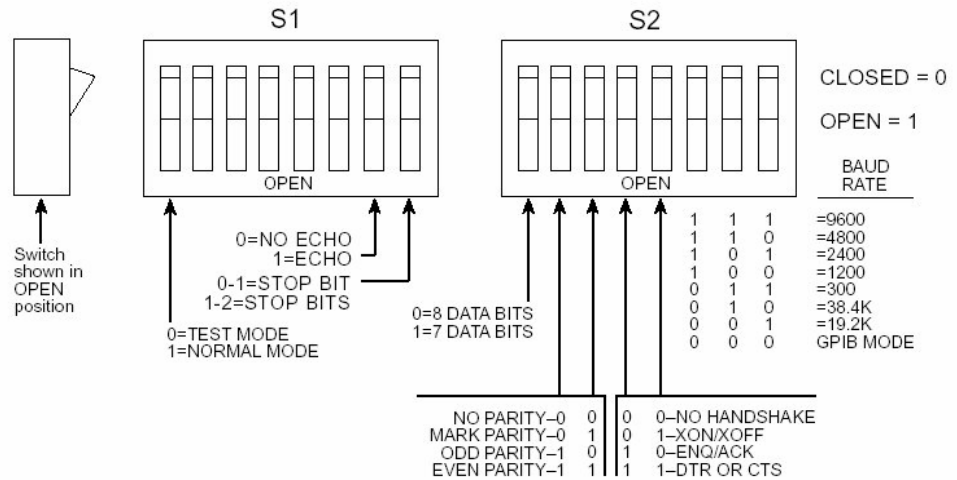 S1
S2
CLOSED = 0
OPEN = 1
OPEN
OPEN
BAUD
RATE
Switch
shown in
OPEN
position
0=NO ECHO
1=ECHO
0-1=STOP BIT
1-2=STOP BITS
0=TEST MODE
1=NORMAL MODE
0=8 DATA BITS
1=7 DATA BITS
1 1 1 =9600
1 1 0 =4800
1 0 1 =2400
1 0 0 =1200
0 1 1 =300
0 1 0 =38.4K
0 0 1 =19.2K
0 0 0 GPIB MODE
NO PARITY–0 0
MARK PARITY–0 1
ODD PARITY–1 0
EVEN PARITY–1 1
0 0–NO HANDSHAKE
0 1–XON/XOFF
1 0–ENQ/ACK
1 1–DTR OR CTS